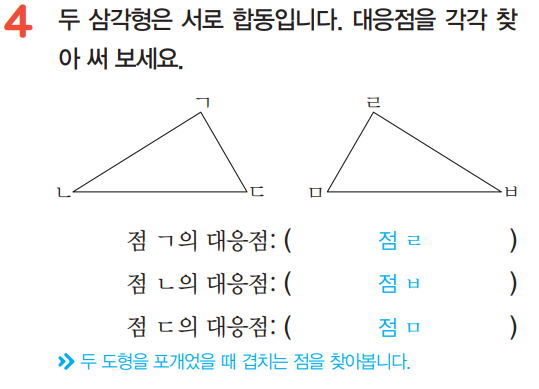 4 두 삼각형은 서로 합동입니다. 대응점을 각각 찾
아 써 보세요.
ㄱ ㄹ
ㄴ ㄷ ㅁ ㅂ
점 ㄱ의 대응점: ( 점 ㄹ )
점 ㄴ의 대응점: ( 점 ㅂ )
점 ㄷ의 대응점: ( 점 ㅁ )
>> 두 도형을 포개었을 때 겹치는 점을 찾아봅니다.